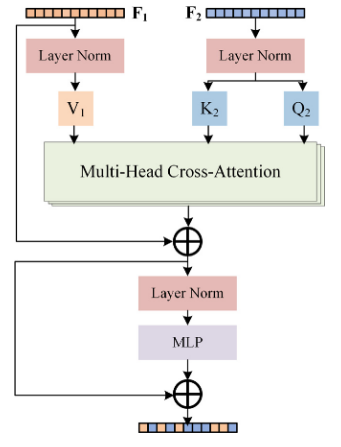 F₁ F₂
Layer Norm Layer Norm
V₁ K₂ Q₂
Multi-Head Cross-Attention
Layer Norm
MLP